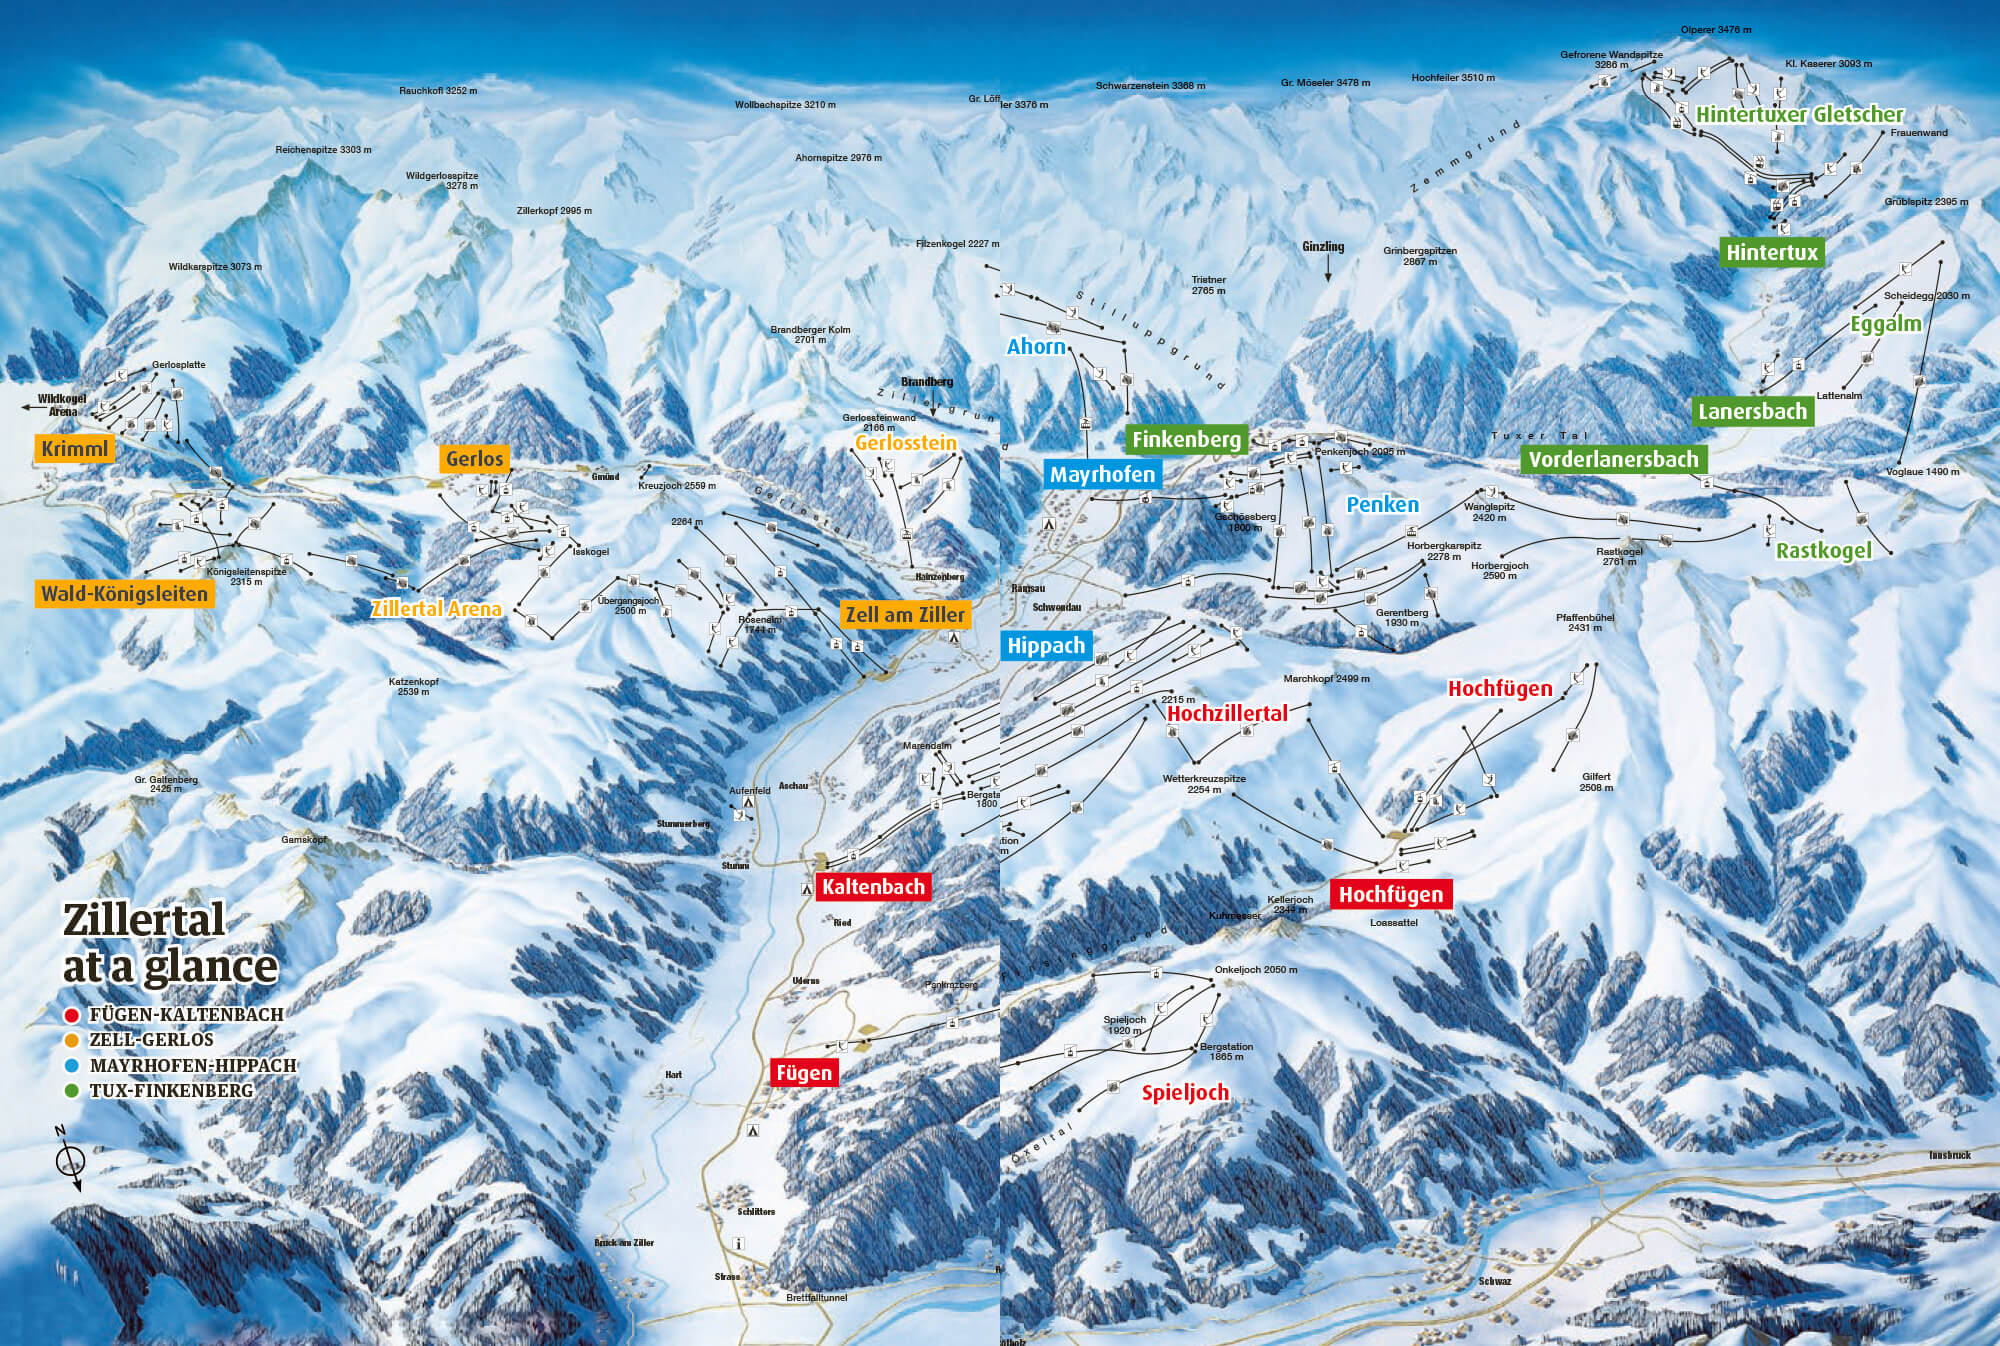 Olperer 3476 m
Gefrorene Wandspitze
3286 m
Kl. Kaserer 3093 m
Hochfeiler 3510 m
Gr. Möseler 3478 m
Schwarzenstein 3368 m
Rauchkofl 3252 m
Wollbachspitze 3210 m
Gr. Löff
ler 3376 m
Hintertuxer Gletscher
Frauenwand
Zemmgrund
Reichenspitze 3303 m
Ahornspitze 2976 m
Wildgerlosspitze
3278 m
Grüblspitz 2395 m
Zillerkopf 2995 m
Filzenkogel 2227 m
Ginzling
Grinbergspitzen
2867 m
Hintertux
Wildkarspitze 3073 m
Tristner
2765 m
Stilluppgrund
Scheidegg 2030 m
Eggalm
Brandberger Kolm
2701 m
Ahorn
Gerlosplatte
Brandberg
Zillergrund
Wildkogel
Arena
Lattenalm
Lanersbach
Gerlossteinwand
2166 m
Gerlosstein
Krimml
Gerlos
Finkenberg
Tuxer Tal
Penkenjoch 2095 m
Vorderlanersbach
Mayrhofen
Voglaue 1490 m
Gmünd
Kreuzjoch 2559 m
Gerlostal
Penken
Wanglspitz
2420 m
Gschössberg
1800 m
2264 m
Isskogel
Horbergkarspitz
2278 m
Rastkogel
2761 m
Rastkogel
Horbergjoch
2590 m
Königsleitenspitze
2315 m
Hainzenberg
Wald-Königsleiten
Zillertal Arena
Übergangsjoch
2500 m
Rosenalm
1744 m
Zell am Ziller
Ramsau
Schwendau
Gerentberg
1930 m
Pfaffenbühel
2431 m
Hippach
Katzenkopf
2539 m
Marchkopf 2499 m
Hochfügen
2215 m
Hochzillertal
Marendalm
Gr. Galtenberg
2425 m
Aufenfeld
Aschau
Wetterkreuzspitze
2254 m
Gilfert
2508 m
Bergsta
1800
tion
m
Stummerberg
Gamskopf
Stumm
Kaltenbach
Hochfügen
Kellerjoch
2344 m
Kuhmesser
Loassattel
Ried
Zillertal
at a glance
Finsinggrund
Onkeljoch 2050 m
Uderns
Pankrazberg
FÜGEN-KALTENBACH
ZELL-GERLOS
MAYRHOFEN-HIPPACH
TUX-FINKENBERG
Spieljoch
1920 m
Bergstation
1865 m
Fügen
Hart
Spieljoch
Öxeltal
N
Innsbruck
Schlitters
Bruck am Ziller
i
Strass
Brettfalltunnel
Schwaz